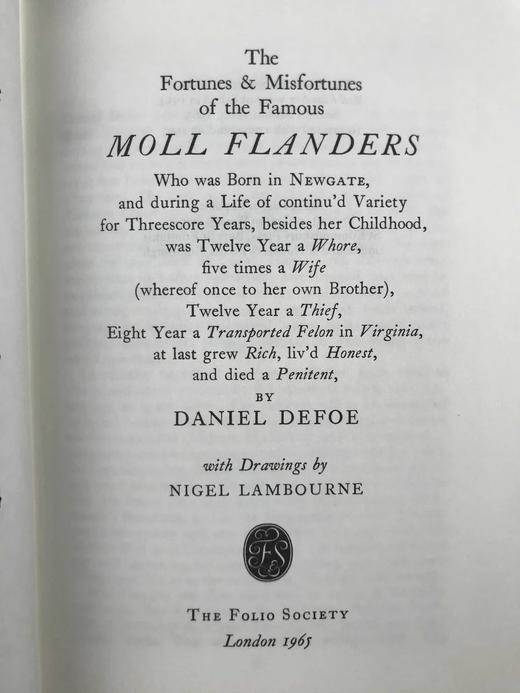 The
Fortunes & Misfortunes
of the Famous
MOLL FLANDERS
Who was Born in NEWGATE,
and during a Life of continu'd Variety
for Threescore Years, besides her Childhood,
was Twelve Year a Whore,
five times a Wife
(whereof once to her own Brother),
Twelve Year a Thief,
Eight Year a Transported Felon in Virginia,
at last grew Rich, liv'd Honest,
and died a Penitent,
BY
DANIEL DEFOE
with Drawings by
NIGEL LAMBOURNE
FS
THE FOLIO SOCIETY
London 1965